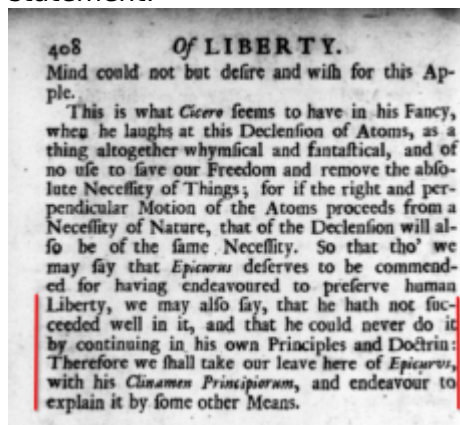 statement.
408 Of LIBERTY.
Mind could not but deſire and wiſh for this Ap-
ple.
This is what Cicero ſeems to have in his Fancy,
when he laughs at this Declenſion of Atoms, as a
thing altogether whymſical and fantaſtical, and of
no uſe to ſave our Freedom and remove the abſo-
lute Neceſſity of Things; for if the right and per-
pendicular Motion of the Atoms proceeds from a
Neceſſity of Nature, that of the Declenſion will al-
ſo be of the ſame Neceſſity. So that tho' we
may ſay that Epicurus deſerves to be commend-
ed for having endeavoured to preſerve human
Liberty, we may alſo ſay, that he hath not ſuc-
ceeded well in it, and that he could never do it
by continuing in his own Principles and Doctrin:
Therefore we ſhall take our leave here of Epicurus,
with his Clinamen Principiorum, and endeavour to
explain it by ſome other Means.